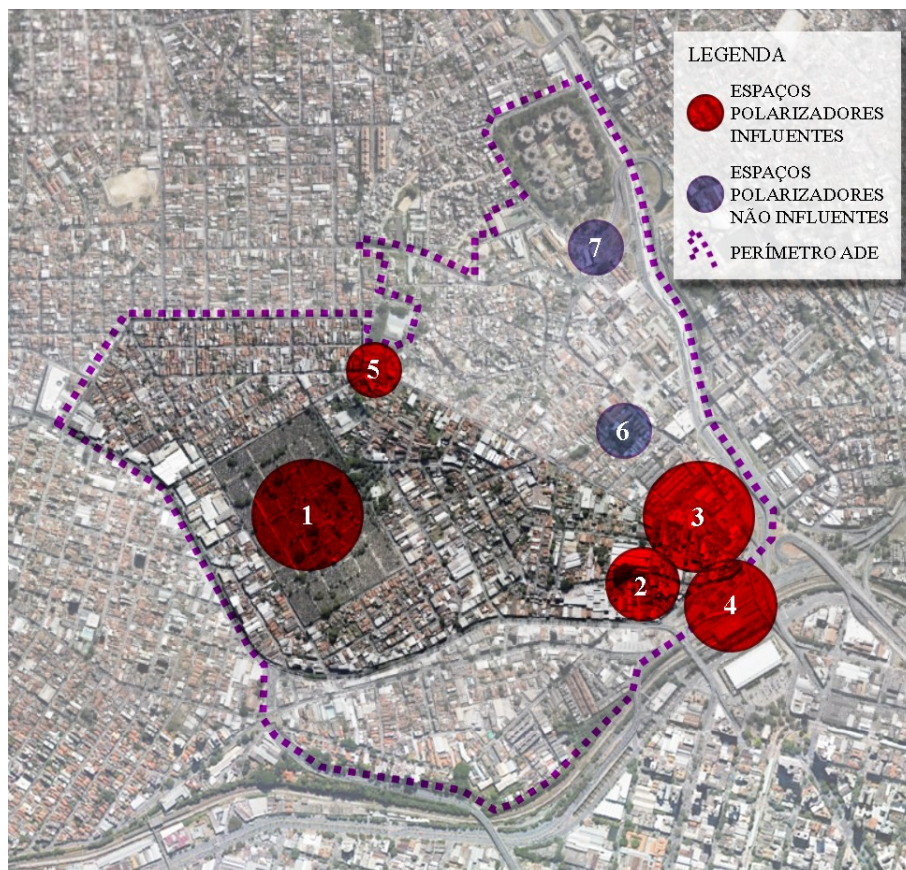 LEGENDA
ESPAÇOS
POLARIZADORES
INFLUENTES
ESPAÇOS
POLARIZADORES
NÃO INFLUENTES
PERÍMETRO ADE
7
5
6
1
3
2
4